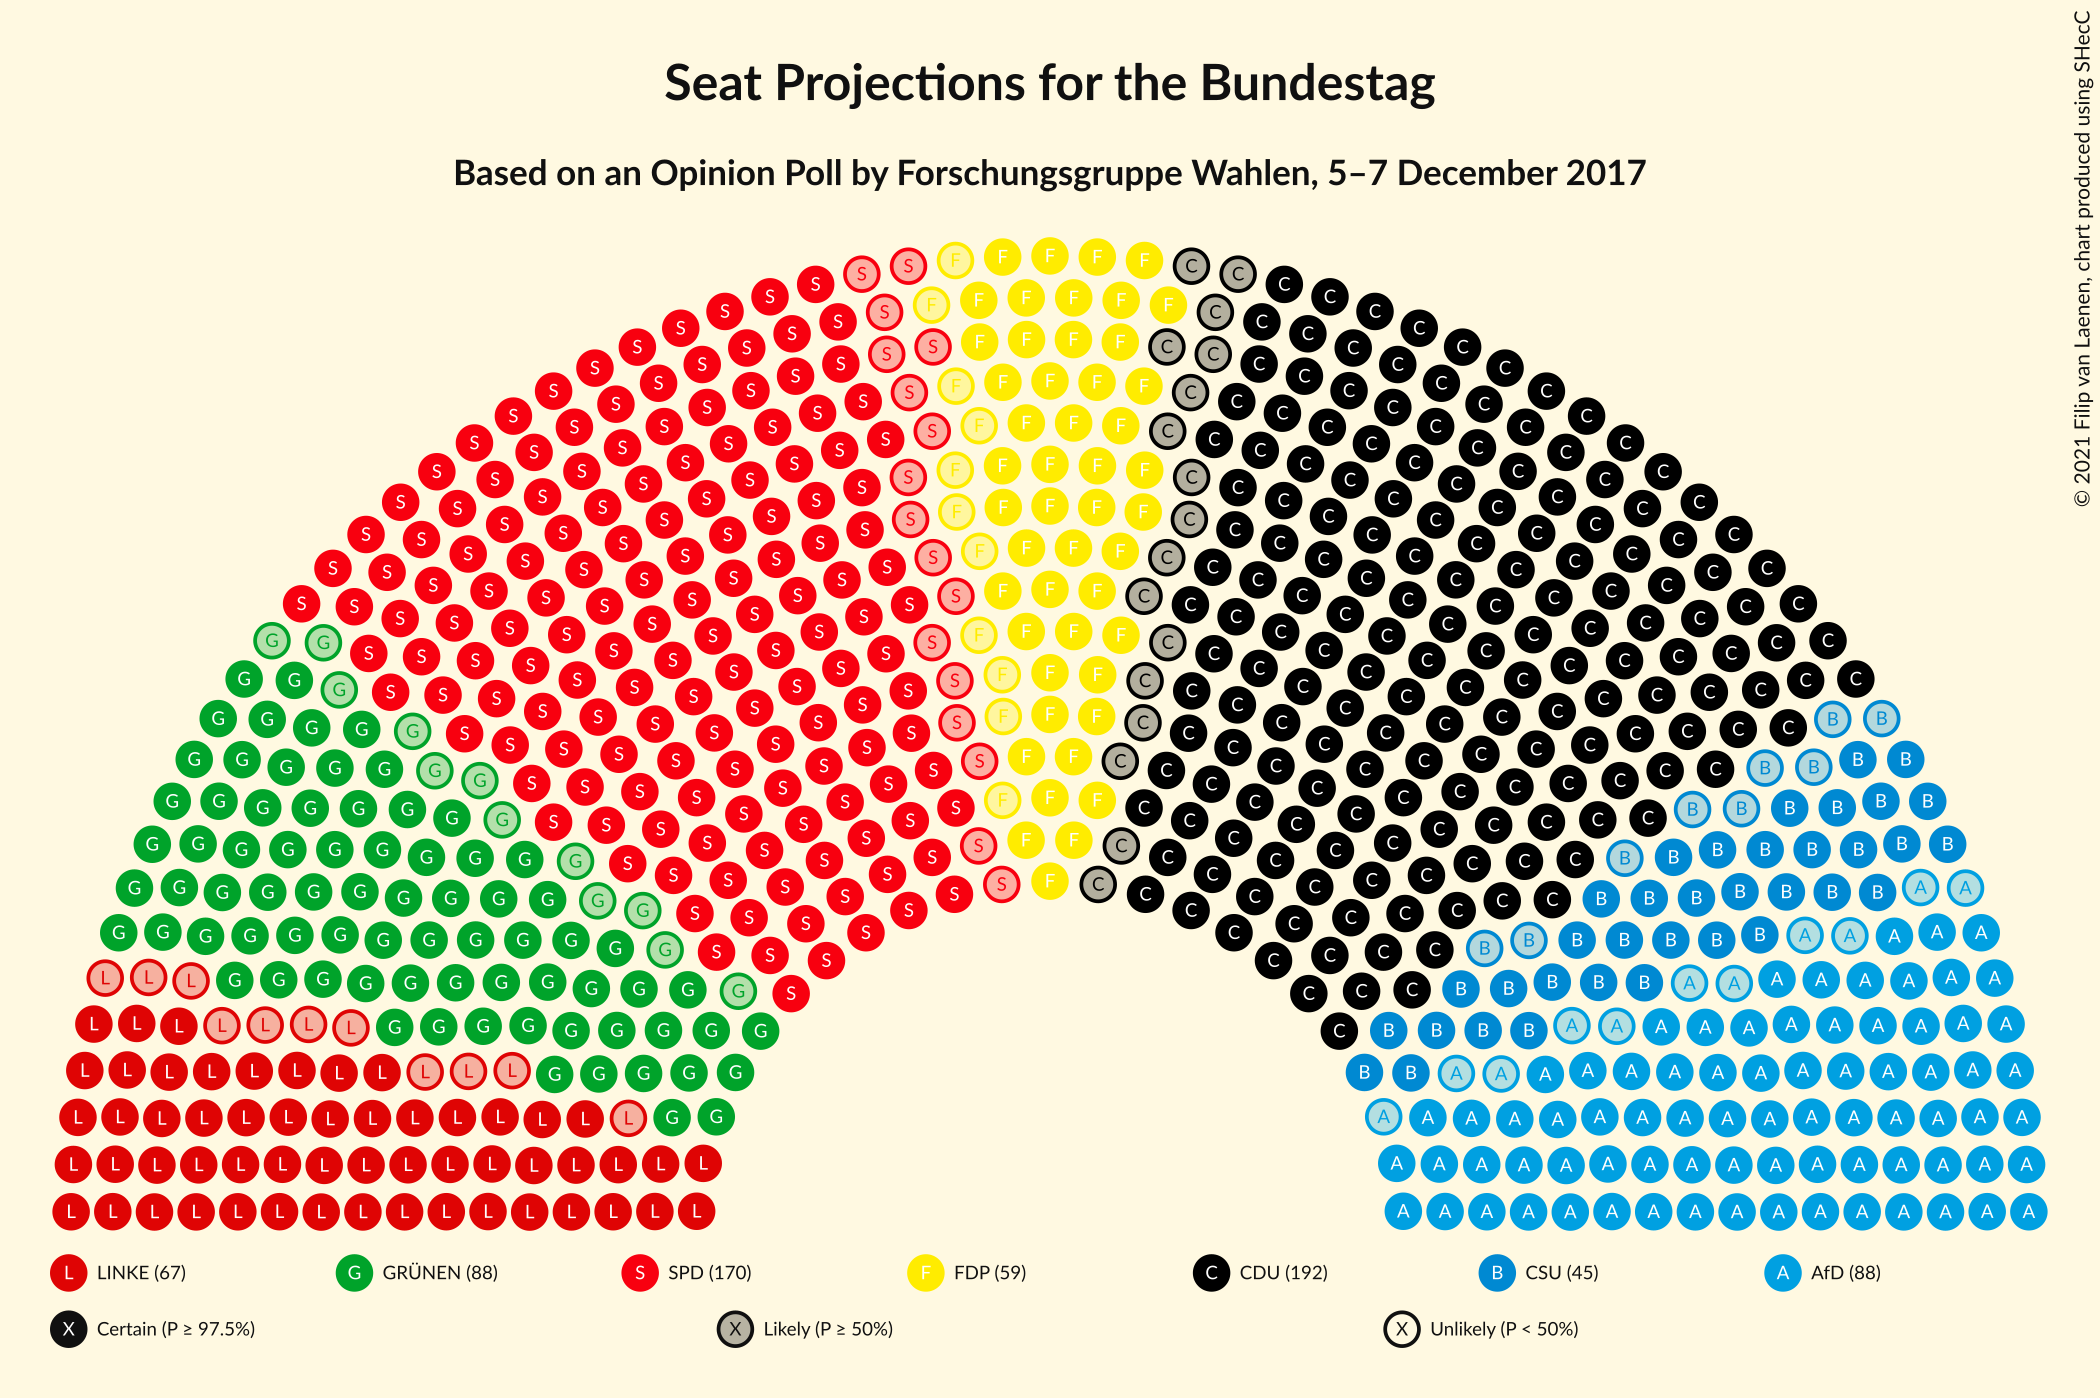 Seat Projections for the Bundestag
Based on an Opinion Poll by Forschungsgruppe Wahlen, 5–7 December 2017
© 2021 Filip van Laenen, chart produced using SHecC
L LINKE (67)
G GRÜNEN (88)
S SPD (170)
F FDP (59)
C CDU (192)
B CSU (45)
A AfD (88)
X Certain (P ≥ 97.5%)
X Likely (P ≥ 50%)
X Unlikely (P < 50%)